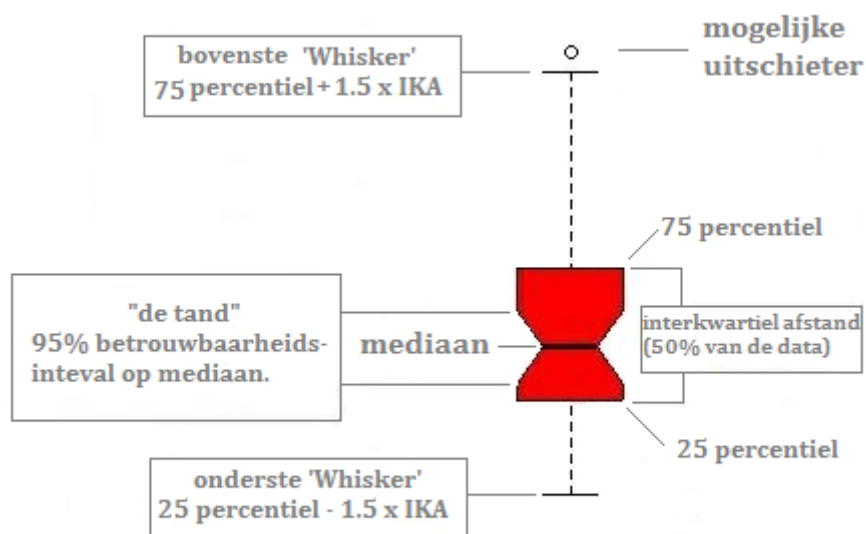 bovenste 'Whisker'
75 percentiel + 1.5 x IKA
mogelijke
uitschieter
75 percentiel
"de tand"
95% betrouwbaarheids-
inteval op mediaan.
mediaan
interkwartiel afstand
(50% van de data)
25 percentiel
onderste 'Whisker'
25 percentiel - 1.5 x IKA